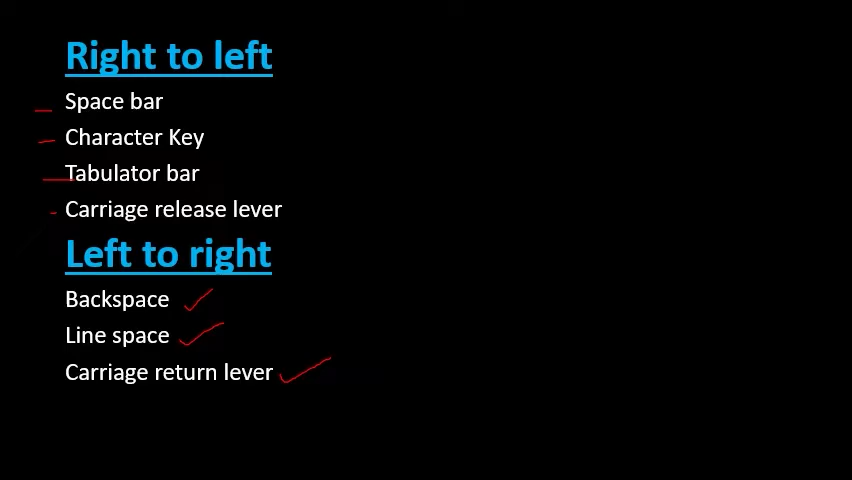 Right to left
Space bar
Character Key
Tabulator bar
Carriage release lever
Left to right
Backspace
Line space
Carriage return lever